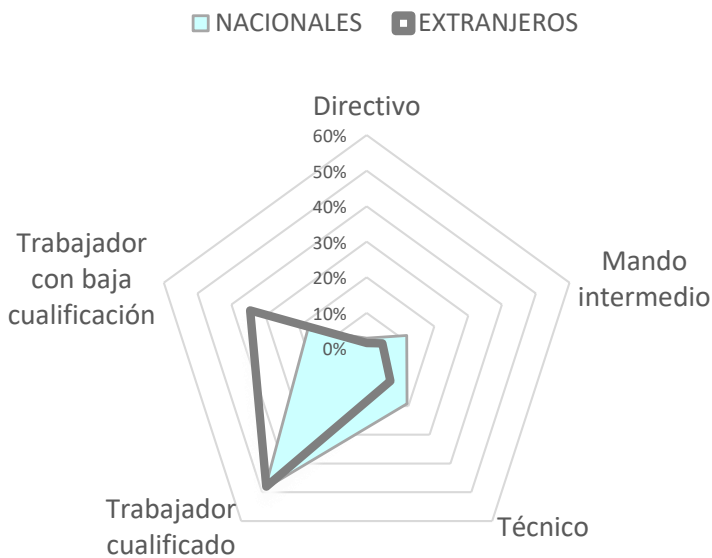 NACIONALES EXTRANJEROS
Directivo
60%
50%
40%
30%
20%
10%
0%
Mando
intermedio
Técnico
Trabajador
cualificado
Trabajador
con baja
cualificación